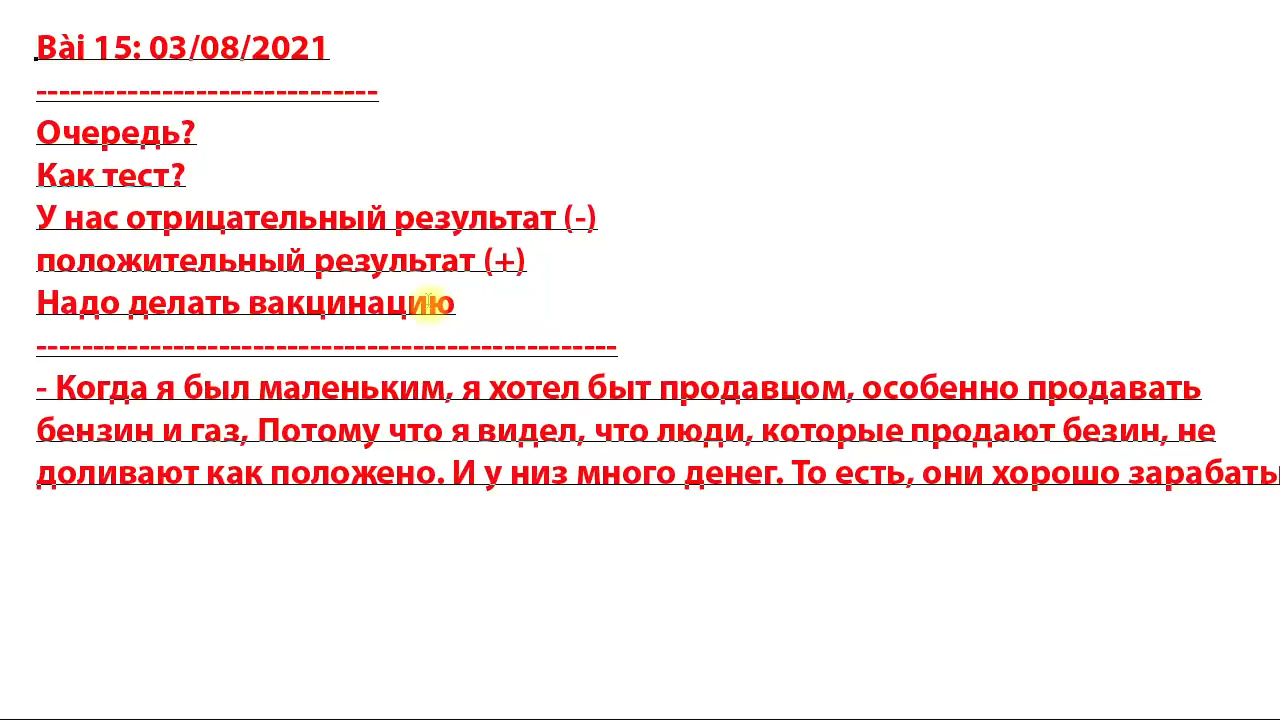 Bài 15: 03/08/2021
------------------------------
Очередь?
Как тест?
У нас отрицательный результат (-)
положительный результат (+)
Надо делать вакцинацию
---------------------------------------------------
- Когда я был маленьким, я хотел быт продавцом, особенно продавать
бензин и газ, Потому что я видел, что люди, которые продают безин, не
доливают как положено. И у низ много денег. То есть, они хорошо зарабаты